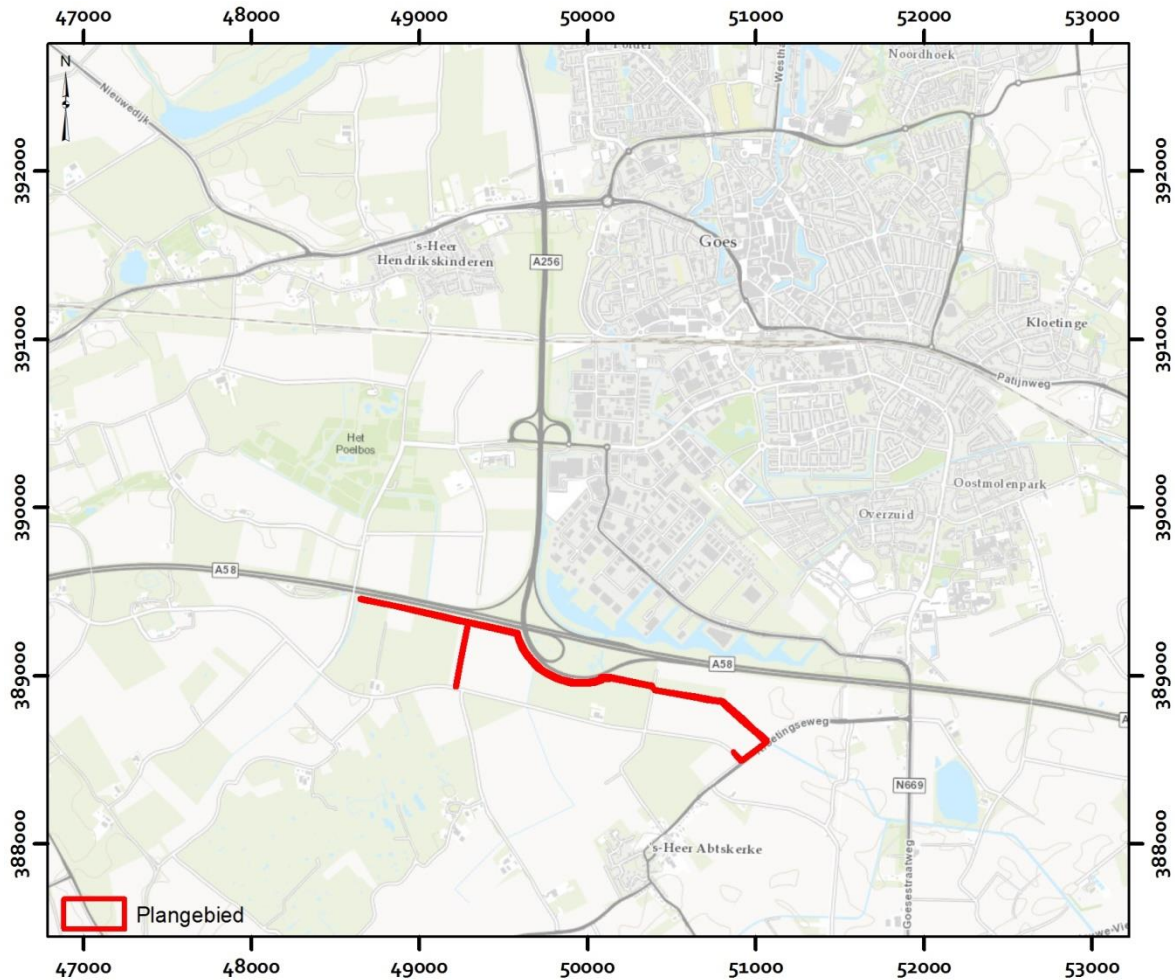 47000 48000 49000 50000 51000 52000 53000
N
Nieuwedijk
Noordhoek
392000
392000
's-Heer
Hendrikskinderen
Goes
A256
391000
391000
Kloetinge
Patijnweg
Het
Poelbos
Oostmolenpark
390000
390000
Overzuid
A58
A58
389000
389000
N669
Goesestraatweg
388000
388000
's-Heer Abtskerke
Plangebied
47000 48000 49000 50000 51000 52000 53000